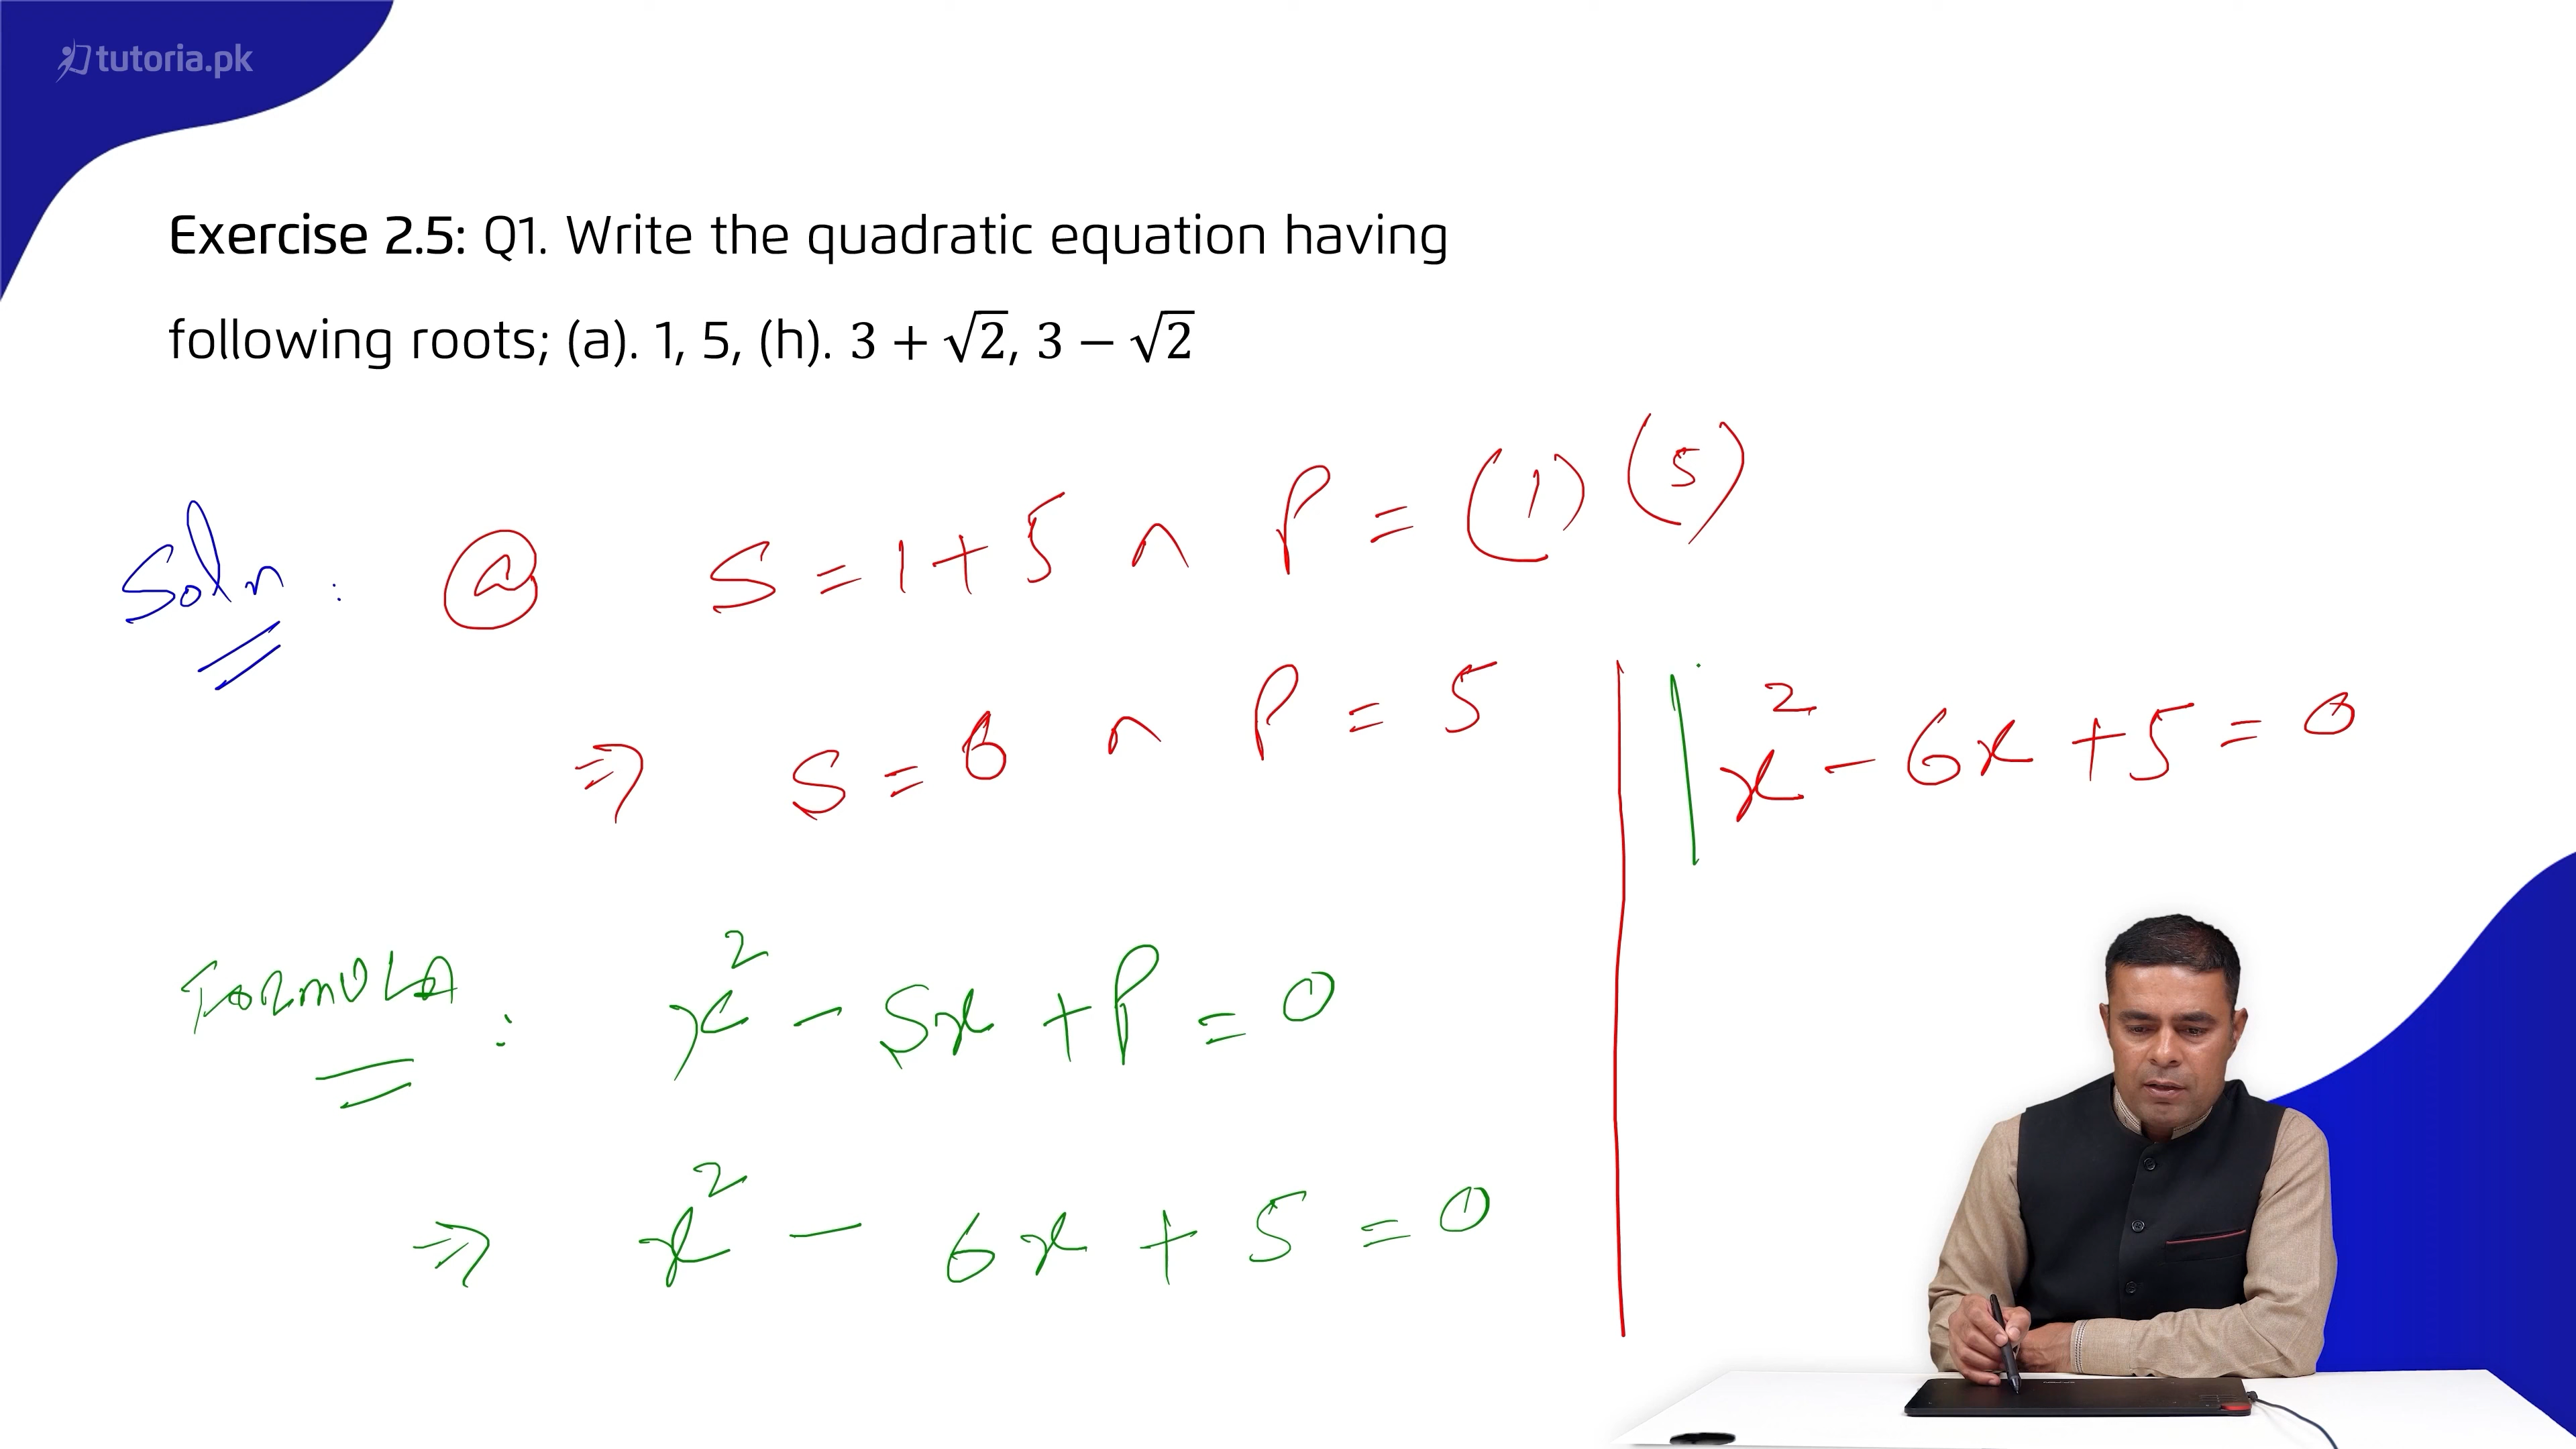 tutoria.pk
Exercise 2.5: Q1. Write the quadratic equation having
following roots; (a). 1, 5, (h). 3 + √2, 3 − √2
Soln : ⓐ S = 1 + 5 ∧ P = (1) (5)
⇒ S = 6 ∧ P = 5
x² − 6x + 5 = 0
FORMULA : x² − Sx + P = 0
⇒ x² − 6x + 5 = 0